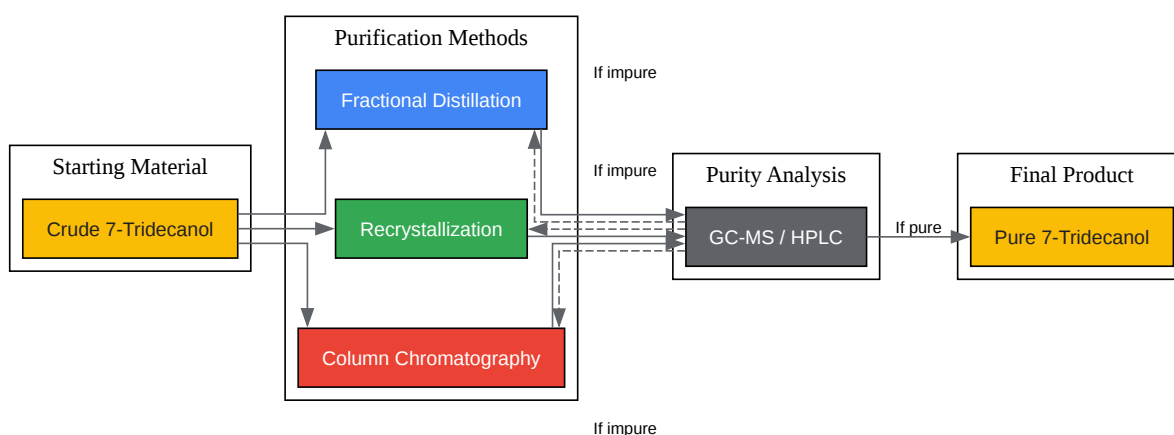 Purification Methods
Fractional Distillation
If impure
Starting Material
Crude 7-Tridecanol
Recrystallization
If impure
Purity Analysis
GC-MS / HPLC
If pure
Final Product
Pure 7-Tridecanol
Column Chromatography
If impure